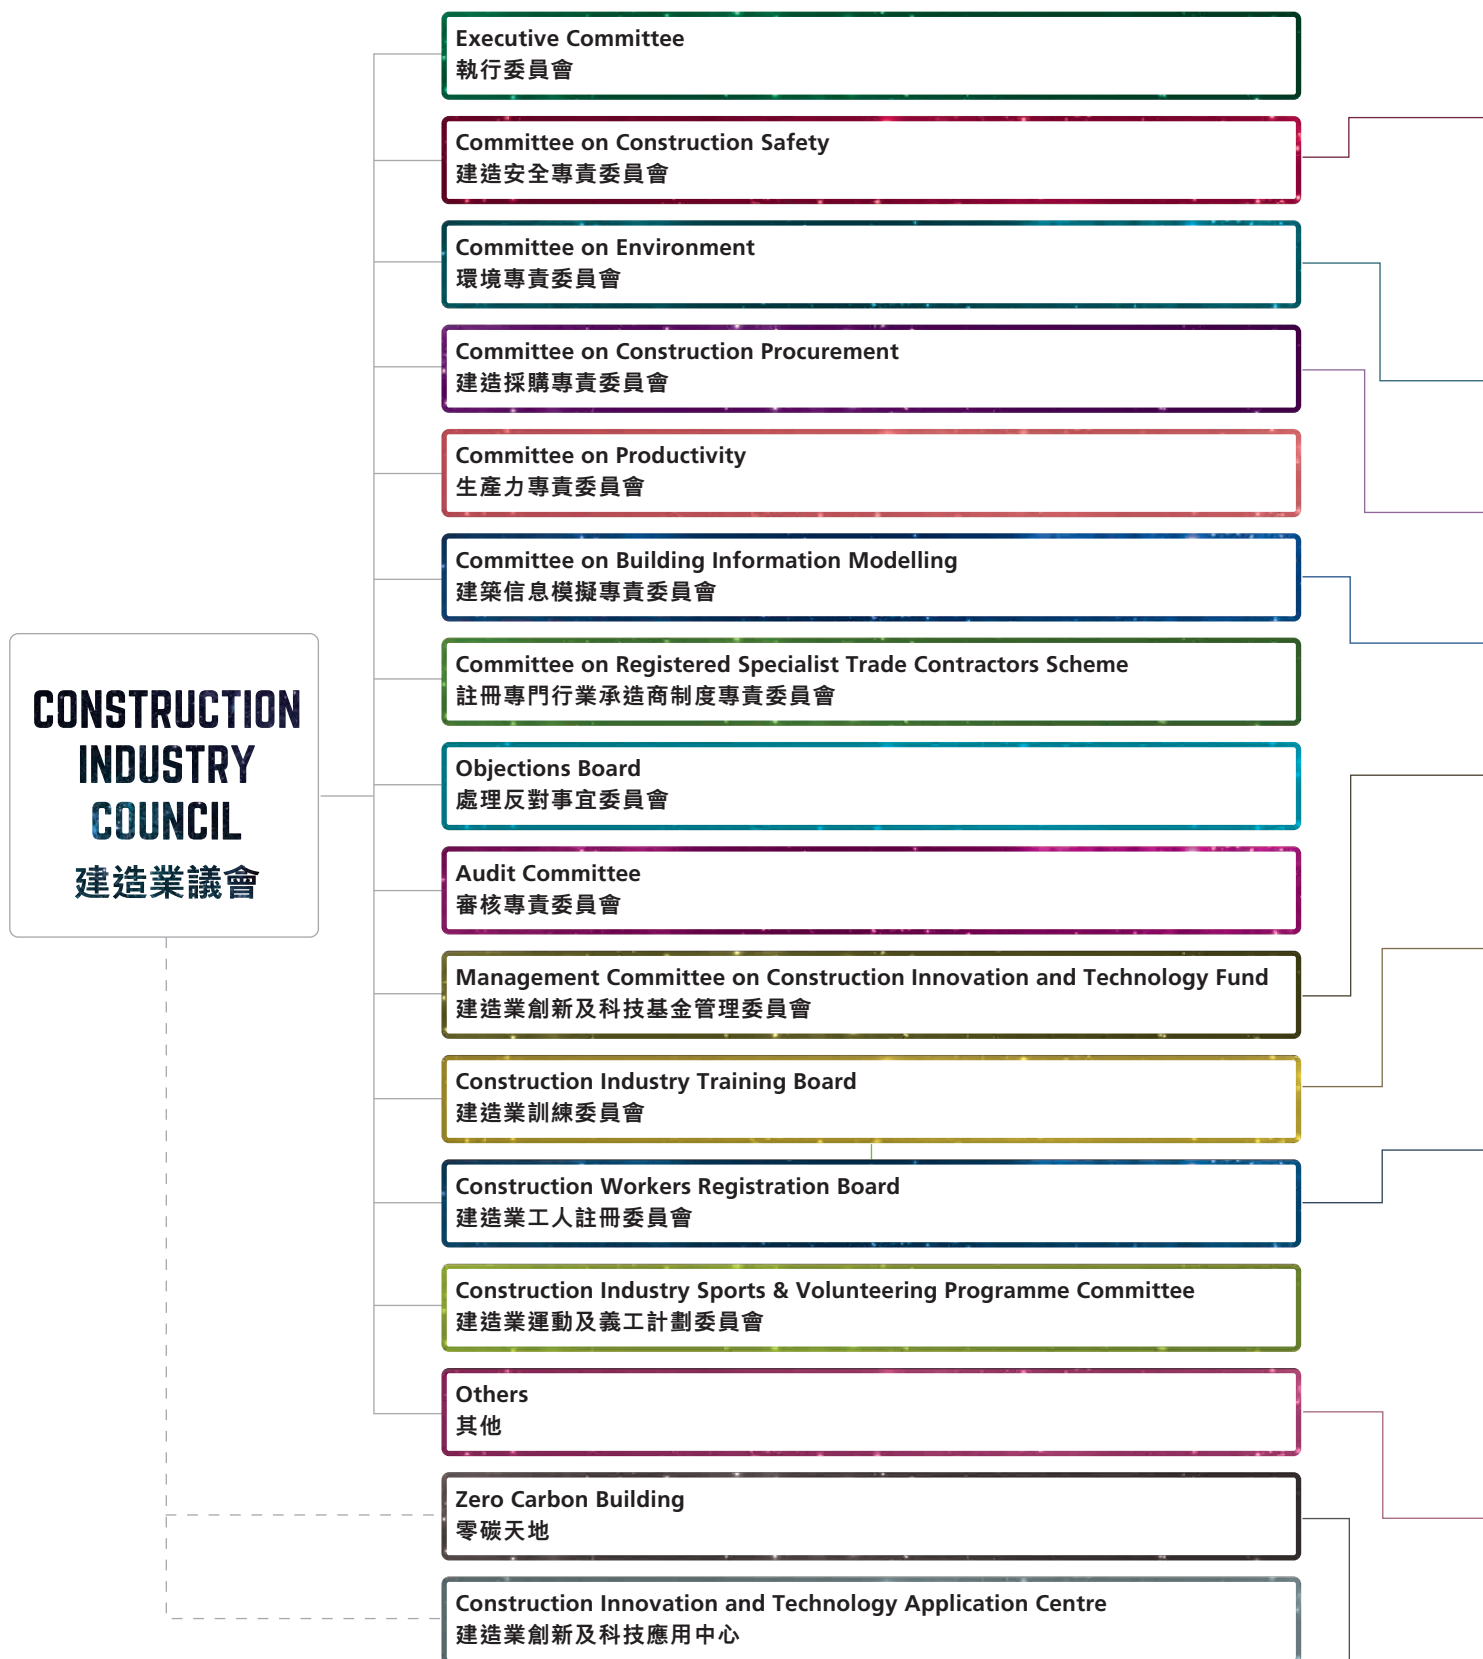 Executive Committee
執行委員會
Committee on Construction Safety
建造安全專責委員會
Committee on Environment
環境專責委員會
Committee on Construction Procurement
建造採購專責委員會
Committee on Productivity
生產力專責委員會
Committee on Building Information Modelling
建築信息模擬專責委員會
Committee on Registered Specialist Trade Contractors Scheme
註冊專門行業承造商制度專責委員會
CONSTRUCTION
INDUSTRY
COUNCIL
建造業議會
Objections Board
處理反對事宜委員會
Audit Committee
審核專責委員會
Management Committee on Construction Innovation and Technology Fund
建造業創新及科技基金管理委員會
Construction Industry Training Board
建造業訓練委員會
Construction Workers Registration Board
建造業工人註冊委員會
Construction Industry Sports & Volunteering Programme Committee
建造業運動及義工計劃委員會
Others
其他
Zero Carbon Building
零碳天地
Construction Innovation and Technology Application Centre
建造業創新及科技應用中心